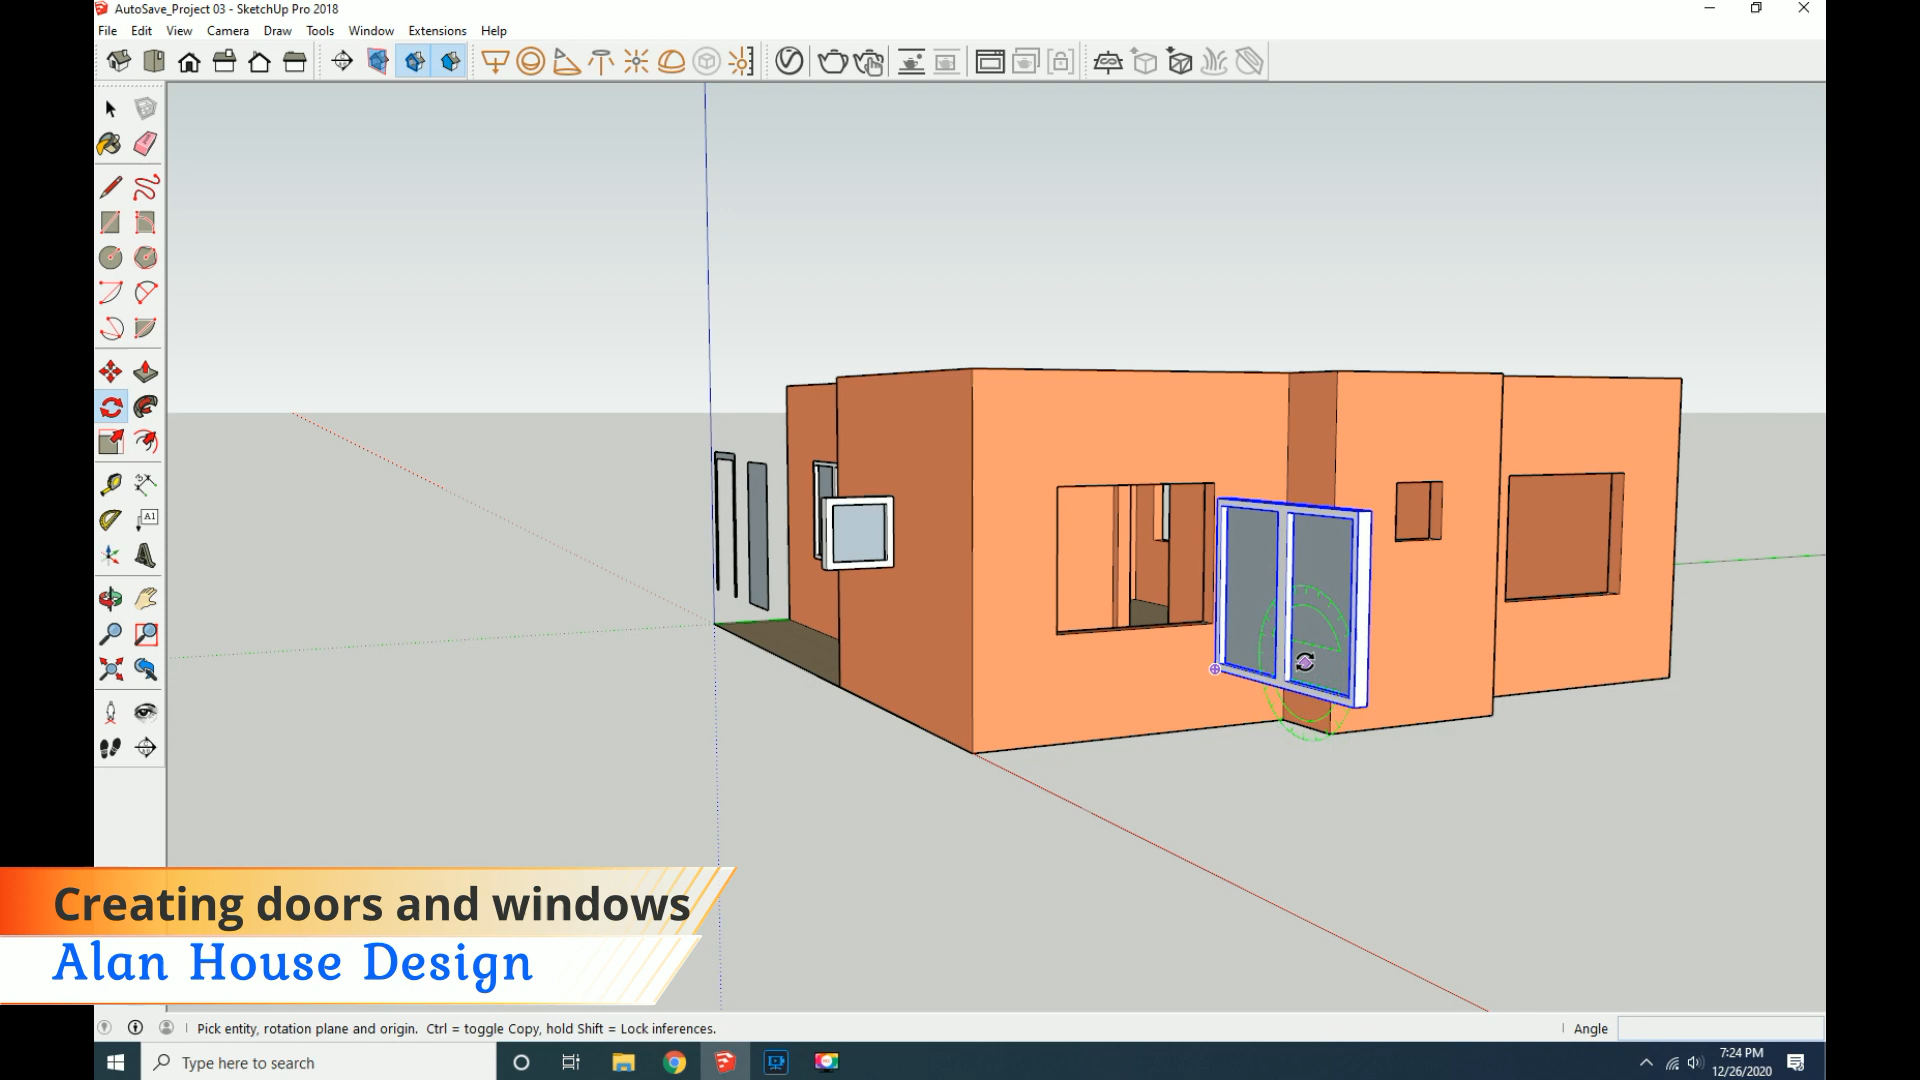 AutoSave_Project 03 - SketchUp Pro 2018
File Edit View Camera Draw Tools Window Extensions Help
A1
Creating doors and windows
Alan House Design
Pick entity, rotation plane and origin. Ctrl = toggle Copy, hold Shift = Lock inferences.
Angle
Type here to search
7:24 PM
12/26/2020